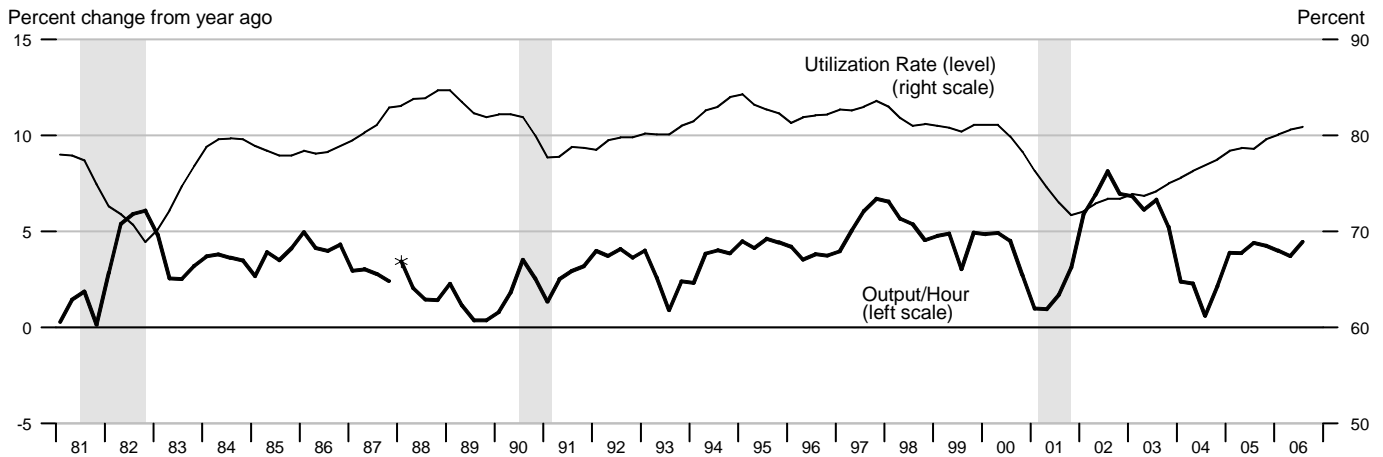 Percent change from year ago Percent
15 90
Utilization Rate (level)
(right scale)
10 80
5 70
Output/Hour
(left scale)
0 60
-5 50
81 82 83 84 85 86 87 88 89 90 91 92 93 94 95 96 97 98 99 00 01 02 03 04 05 06